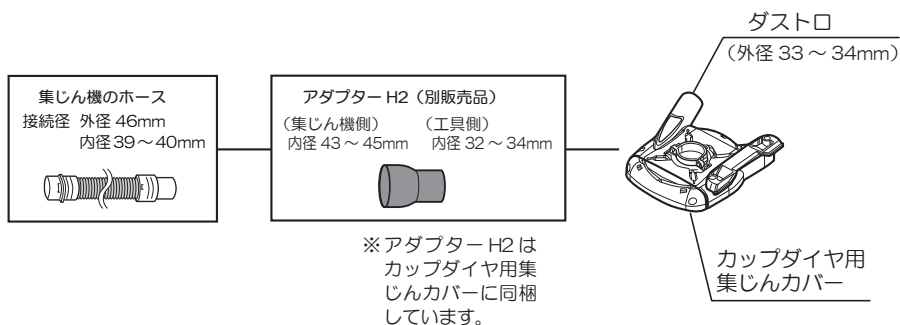 ダストロ
（外径 33 〜 34mm）
集じん機のホース
接続径 外径 46mm
内径 39 〜 40mm
アダプター H2（別販売品）
（集じん機側）
内径 43 〜 45mm
（工具側）
内径 32 〜 34mm
※アダプター H2 は
カップダイヤ用集
じんカバーに同梱
しています。
カップダイヤ用
集じんカバー